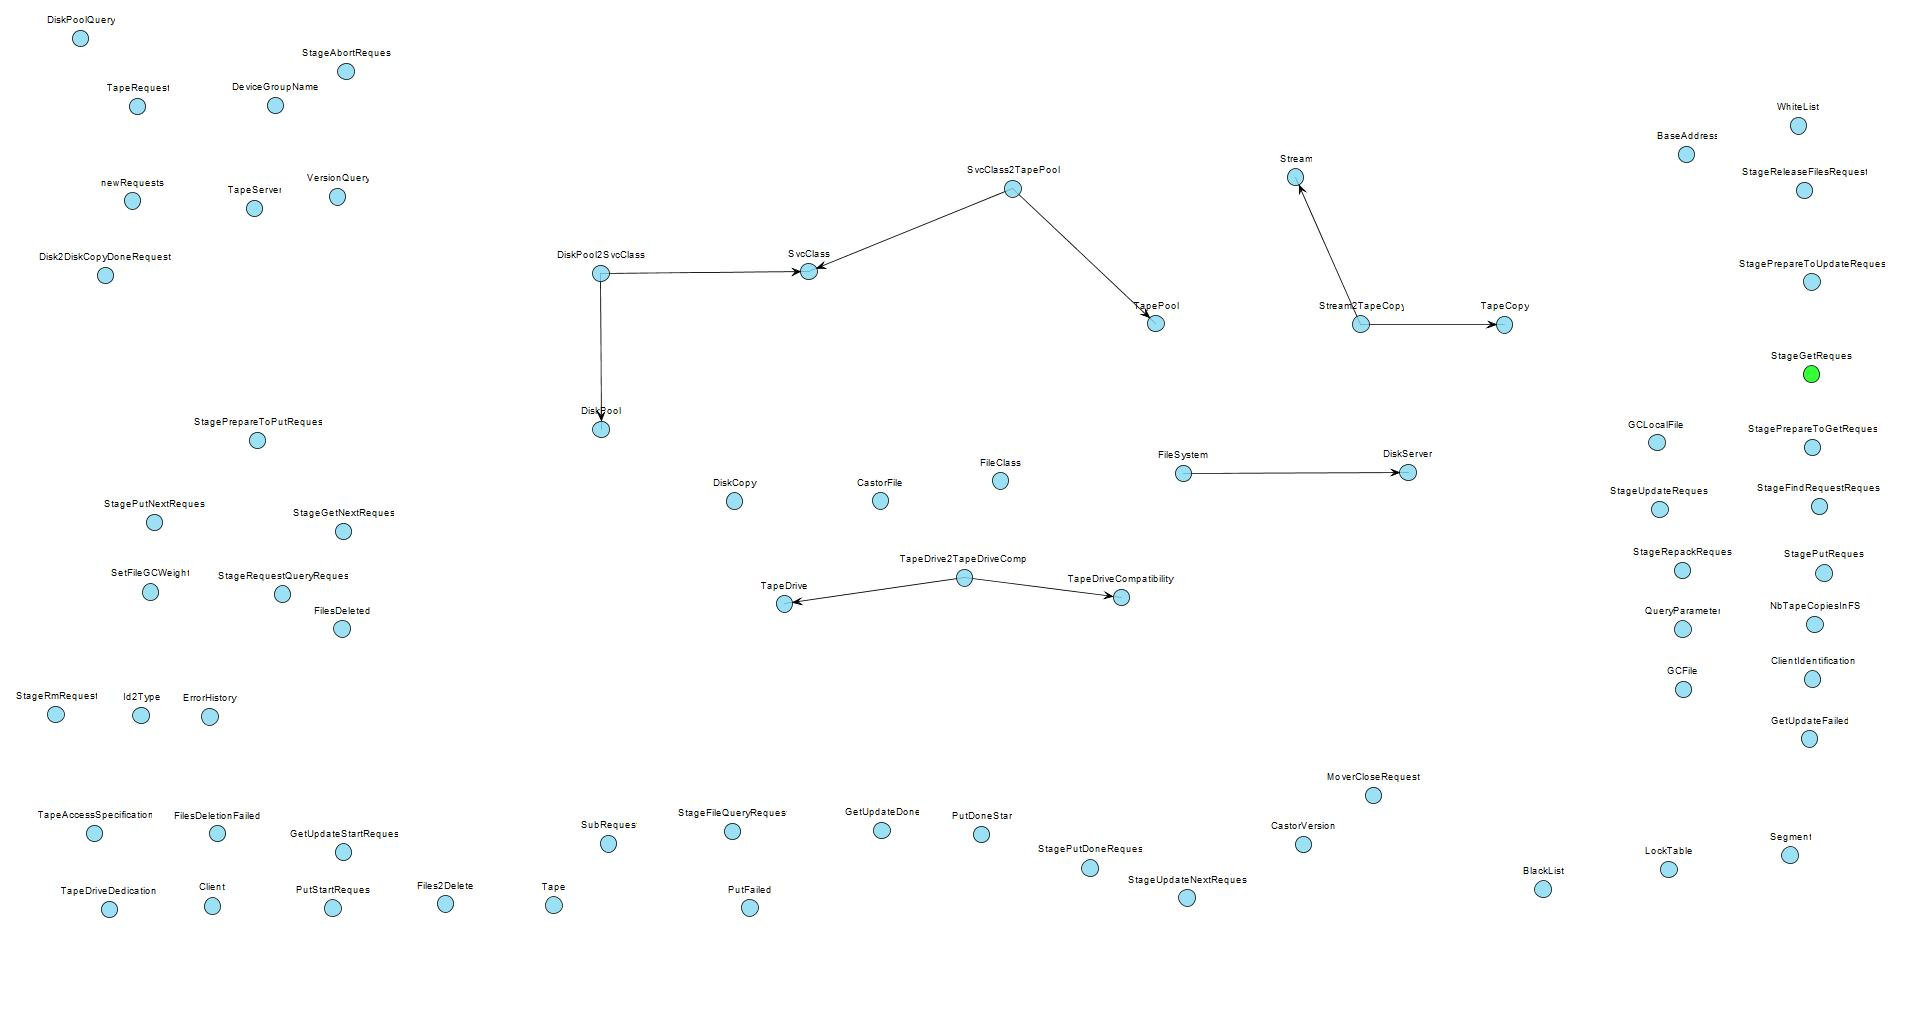 DiskPoolQuery
StageAbortReques
TapeRequest
DeviceGroupName
WhiteList
BaseAddress
Stream
SvcClass2TapePool
StageReleaseFilesRequest
newRequests
TapeServer
VersionQuery
Disk2DiskCopyDoneRequest
DiskPool2SvcClass
SvcClass
StagePrepareToUpdateReques
TapePool
Stream2TapeCopy
TapeCopy
StageGetReques
DiskPool
StagePrepareToPutReques
GCLocalFile
StagePrepareToGetReques
FileClass
FileSystem
DiskServer
DiskCopy
CastorFile
StageUpdateReques
StageFindRequestReques
StagePutNextReques
StageGetNextReques
StageRepackReques
StagePutReques
TapeDrive2TapeDriveComp
SetFileGCWeight
StageRequestQueryReques
TapeDrive
TapeDriveCompatibility
FilesDeleted
QueryParameter
NbTapeCopiesInFS
GCFile
ClientIdentification
StageRmRequest
Id2Type
ErrorHistory
GetUpdateFailed
MoverCloseRequest
TapeAccessSpecification
FilesDeletionFailed
GetUpdateStartReques
SubReques
StageFileQueryReques
GetUpdateDone
PutDoneStar
CastorVersion
Segment
StagePutDoneReques
LockTable
BlackList
TapeDriveDedication
Client
PutStartReques
Files2Delete
Tape
PutFailed
StageUpdateNextReques